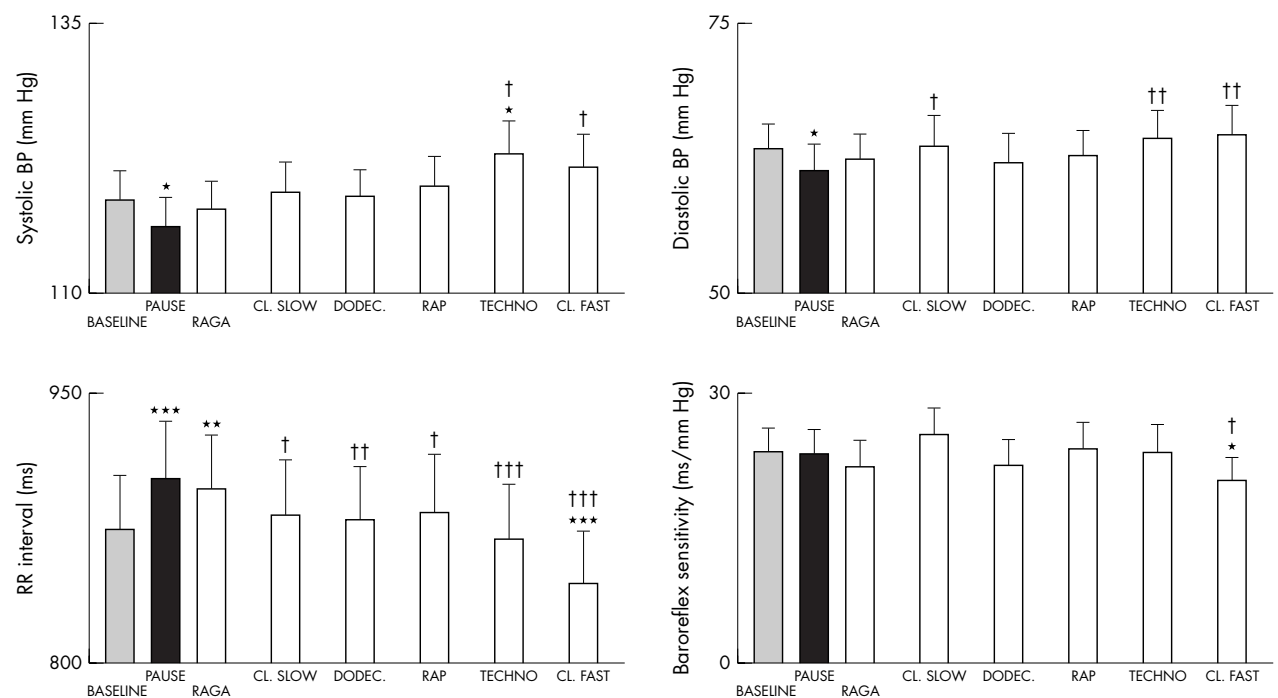 135
Systolic BP (mm Hg)
†
★
†
★
110
PAUSE CL. SLOW DODEC. RAP TECHNO CL. FAST
BASELINE RAGA
75
Diastolic BP (mm Hg)
★
†
††
††
50
PAUSE CL. SLOW DODEC. RAP TECHNO CL. FAST
BASELINE RAGA
950
RR interval (ms)
★★★
★★
†
††
†
†††
†††
★★★
800
PAUSE CL. SLOW DODEC. RAP TECHNO CL. FAST
BASELINE RAGA
30
Baroreflex sensitivity (ms/mm Hg)
†
★
0
PAUSE CL. SLOW DODEC. RAP TECHNO CL. FAST
BASELINE RAGA